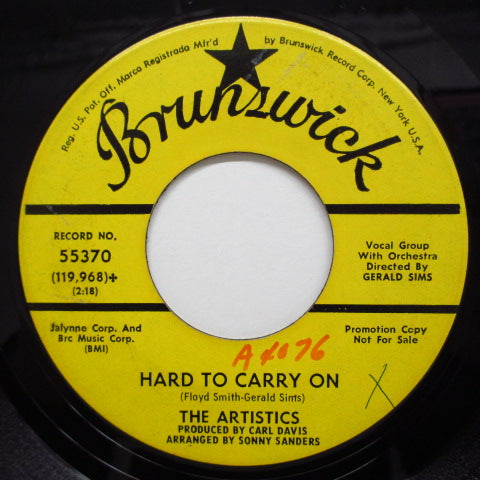 Reg. U.S. Pat. Off. Marca Registrada Mfr'd by Brunswick Record Corp. New York, U.S.A.
Brunswick
RECORD NO.
55370
(119,968)+
(2:18)
Vocal Group
With Orchestra
Directed By
GERALD SIMS
Jalynne Corp. And
Brc Music Corp.
(BMI)
Promotion Copy
Not For Sale
X
HARD TO CARRY ON
(Floyd Smith-Gerald Sims)
THE ARTISTICS
PRODUCED BY CARL DAVIS
ARRANGED BY SONNY SANDERS